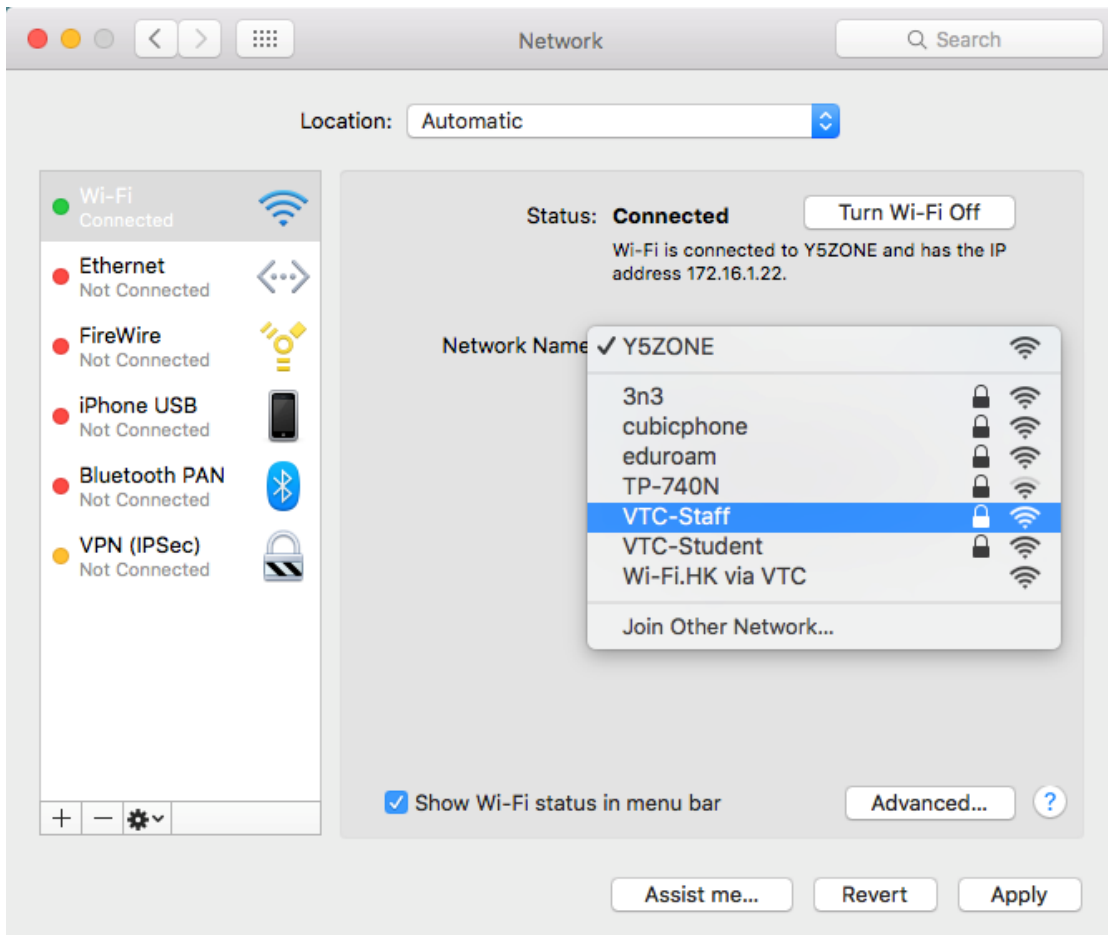 Network
Search
Location: Automatic
Wi-Fi
Connected
Ethernet
Not Connected
FireWire
Not Connected
iPhone USB
Not Connected
Bluetooth PAN
Not Connected
VPN (IPSec)
Not Connected
Status: Connected
Turn Wi-Fi Off
Wi-Fi is connected to Y5ZONE and has the IP
address 172.16.1.22.
Network Name
✓ Y5ZONE
3n3
cubicphone
eduroam
TP-740N
VTC-Staff
VTC-Student
Wi-Fi.HK via VTC
Join Other Network...
Show Wi-Fi status in menu bar
Advanced...
?
Assist me...
Revert
Apply